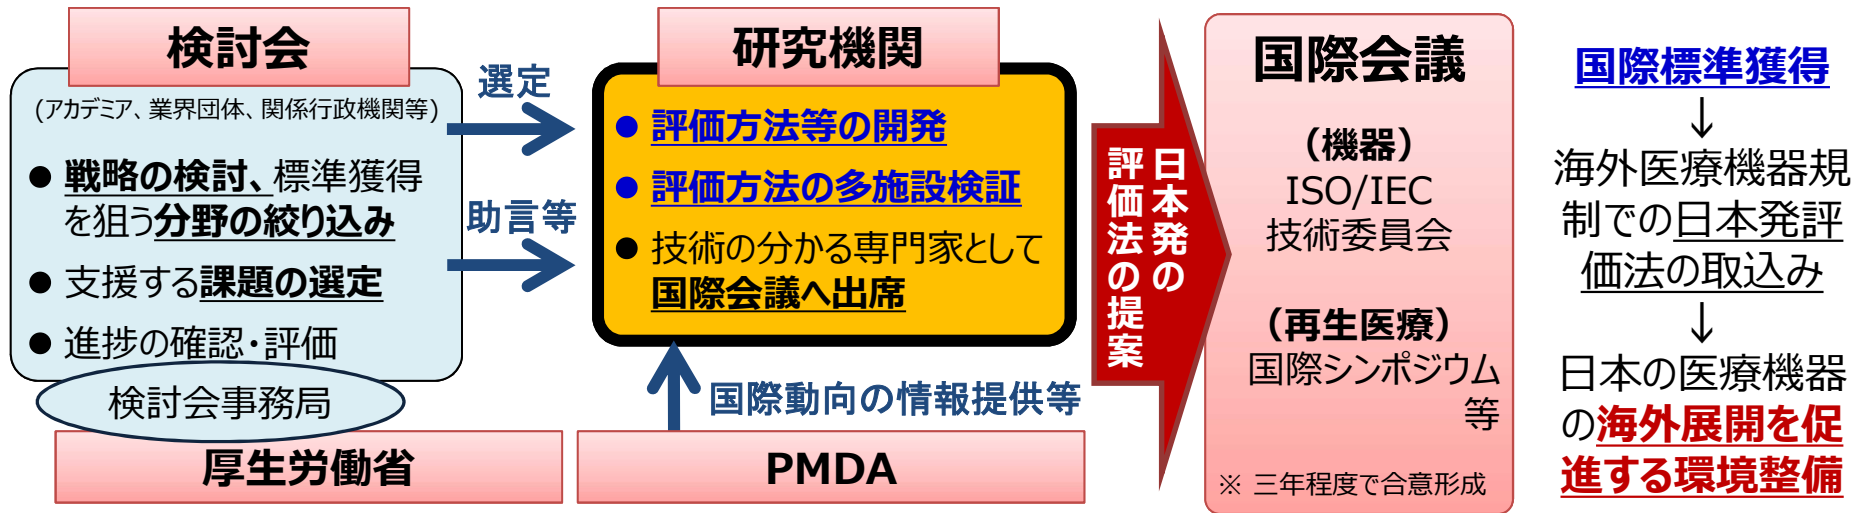 検討会
(アカデミア、業界団体、関係行政機関等)
● 戦略の検討、標準獲得
を狙う分野の絞り込み
● 支援する課題の選定
● 進捗の確認・評価
検討会事務局
厚生労働省
選定
助言等
研究機関
● 評価方法等の開発
● 評価方法の多施設検証
● 技術の分かる専門家として
国際会議へ出席
国際動向の情報提供等
PMDA
日本発の
評価法の提案
国際会議
（機器）
ISO/IEC
技術委員会
（再生医療）
国際シンポジウム
等
※ 三年程度で合意形成
国際標準獲得
↓
海外医療機器規
制での日本発評
価法の取込み
↓
日本の医療機器
の海外展開を促
進する環境整備